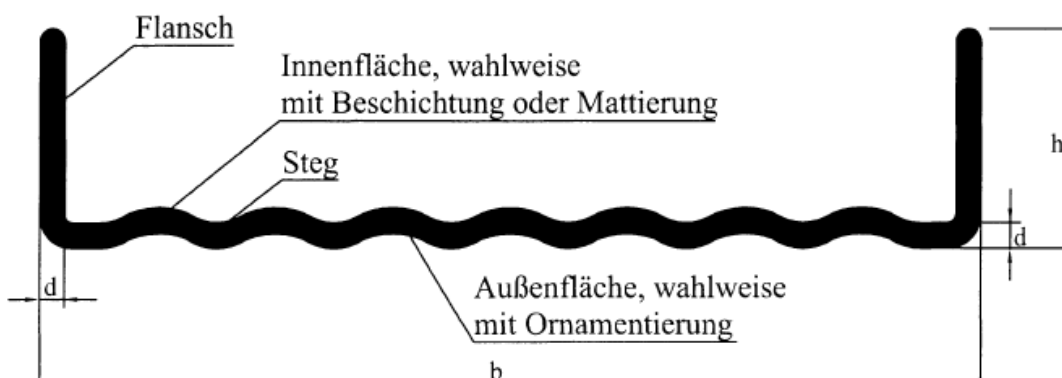 Flansch
Innenfläche, wahlweise
mit Beschichtung oder Mattierung
Steg
h
d
d
Außenfläche, wahlweise
mit Ornamentierung
b